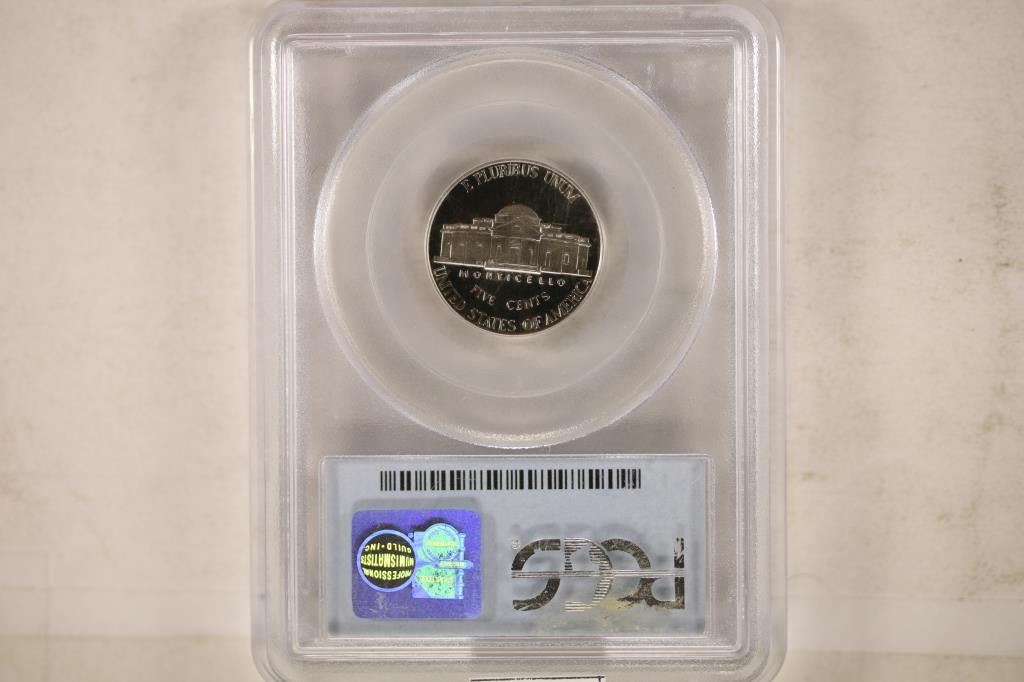 E PLURIBUS UNUM
MONTICELLO
FIVE CENTS
UNITED STATES OF AMERICA
PROFESSIONAL
NUMISMATISTS
GUILD • INC
PCGS